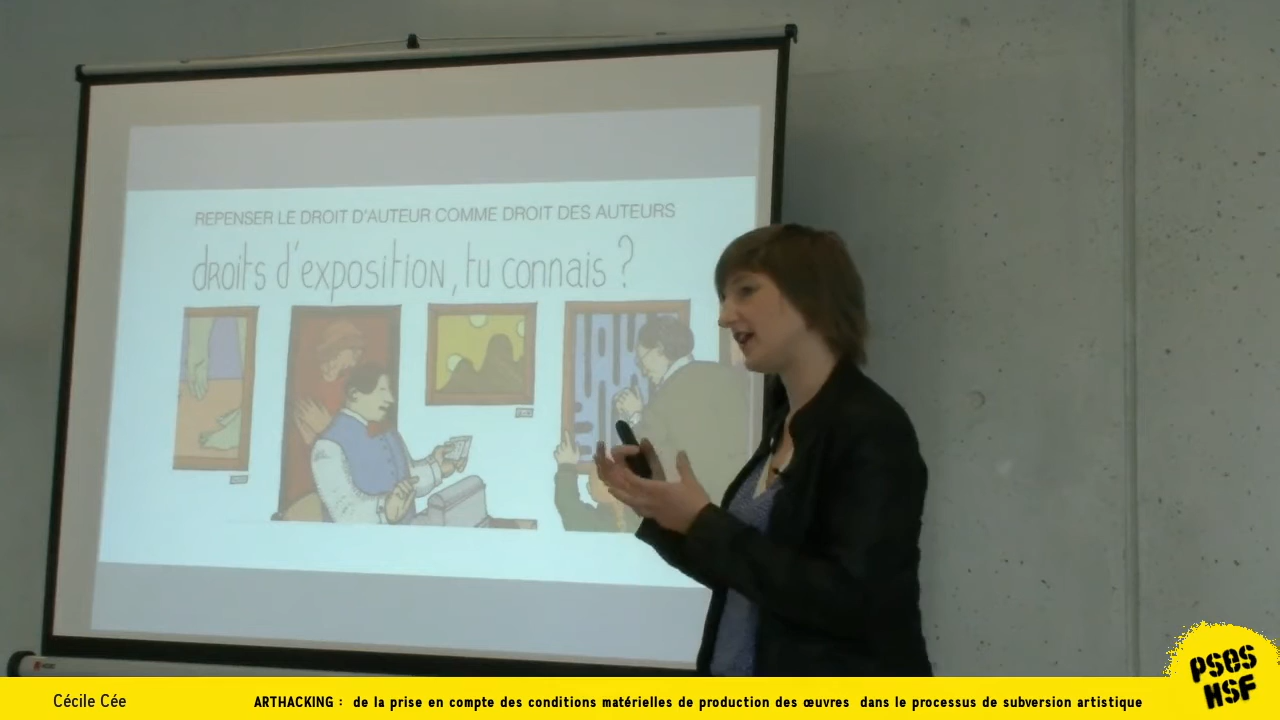 REPENSER LE DROIT D'AUTEUR COMME DROIT DES AUTEURS
droits d'exposition, tu connais ?
PSES
HSF
Cécile Cée
ARTHACKING : de la prise en compte des conditions matérielles de production des œuvres dans le processus de subversion artistique